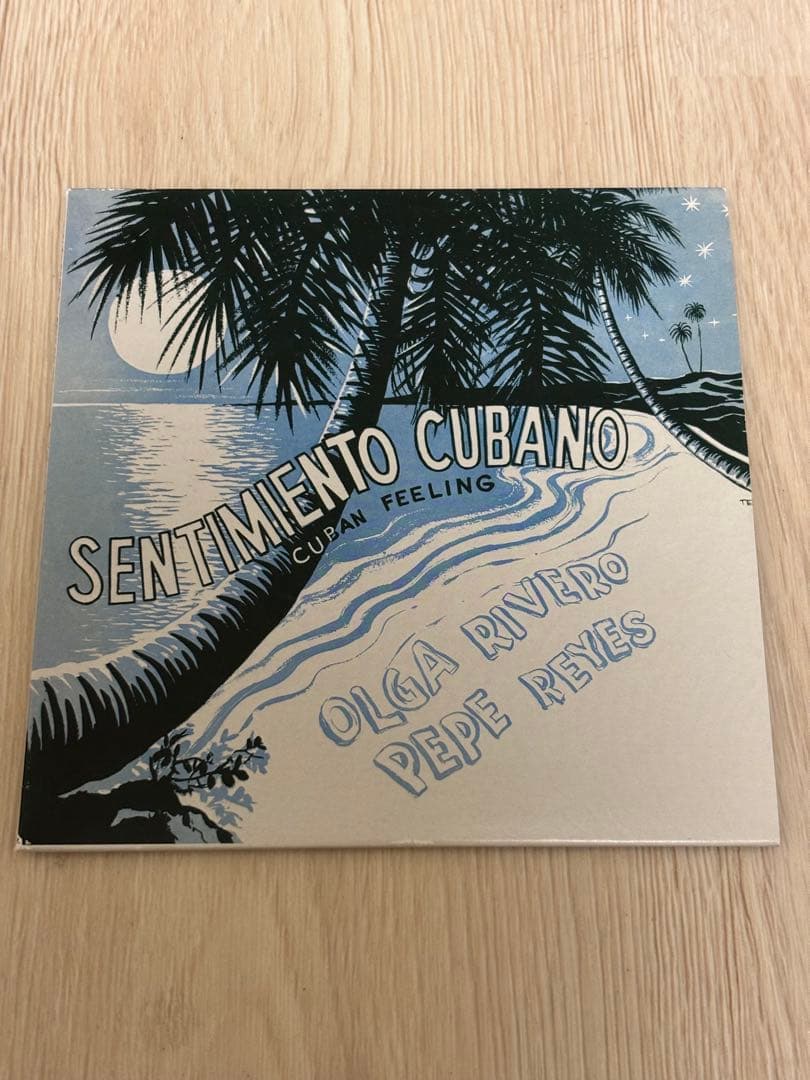 SENTIMIENTO CUBANO
CUBAN FEELING
OLGA RIVERO
PEPE REYES